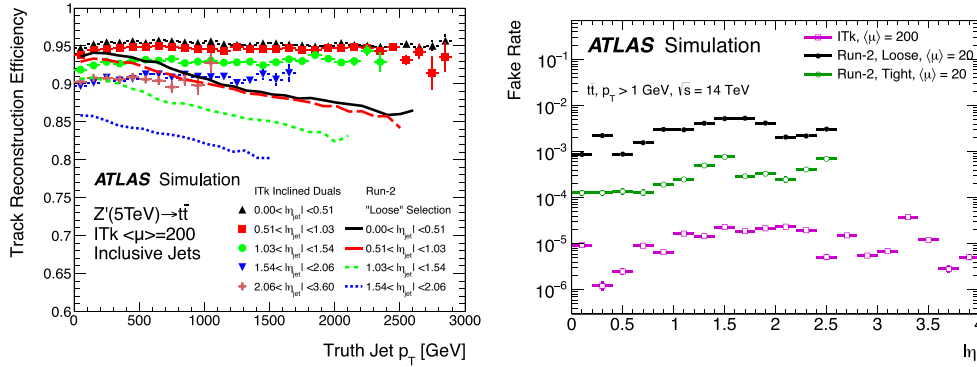 Track Reconstruction Efficiency
1
0.95
0.9
0.85
0.8
0.75
0.7
0.65
0.6
ATLAS Simulation
Z'(5TeV)→tt̄
ITk <μ>=200
Inclusive Jets
ITk Inclined Duals
0.00< |η_jet| <0.51
0.51< |η_jet| <1.03
1.03< |η_jet| <1.54
1.54< |η_jet| <2.06
2.06< |η_jet| <3.60
Run-2
"Loose" Selection
0.00< |η_jet| <0.51
0.51< |η_jet| <1.03
1.03< |η_jet| <1.54
1.54< |η_jet| <2.06
0 500 1000 1500 2000 2500 3000
Truth Jet p_T [GeV]
Fake Rate
10⁻¹
10⁻²
10⁻³
10⁻⁴
10⁻⁵
10⁻⁶
ATLAS Simulation
tt̄, p_T > 1 GeV, √s = 14 TeV
ITk, ⟨μ⟩ = 200
Run-2, Loose, ⟨μ⟩ = 20
Run-2, Tight, ⟨μ⟩ = 20
0 0.5 1 1.5 2 2.5 3 3.5 4